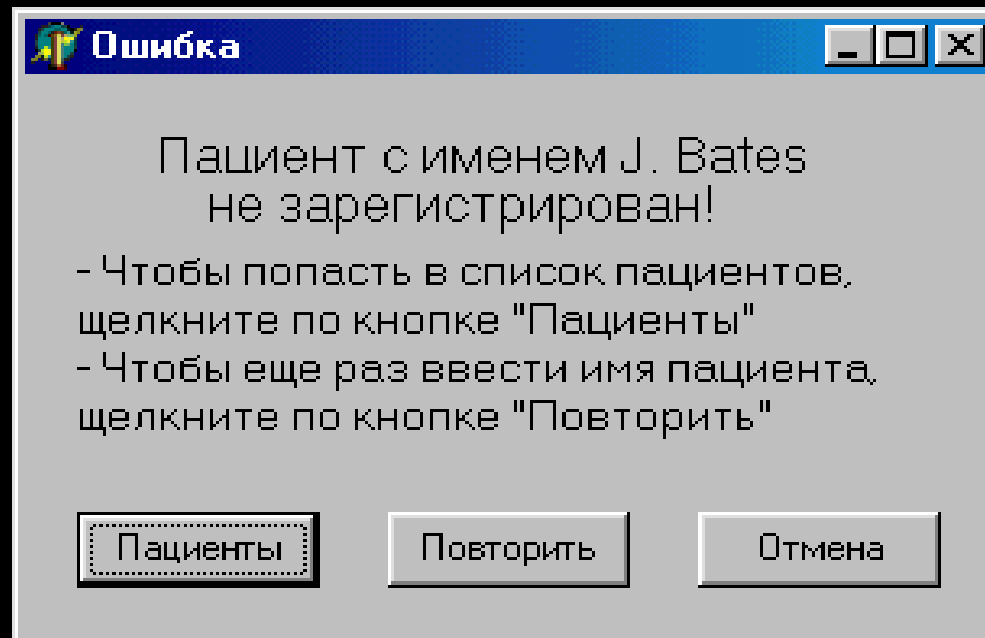 Ошибка
Пациент с именем J. Bates
не зарегистрирован!
- Чтобы попасть в список пациентов,
щелкните по кнопке "Пациенты"
- Чтобы еще раз ввести имя пациента,
щелкните по кнопке "Повторить"
Пациенты Повторить Отмена